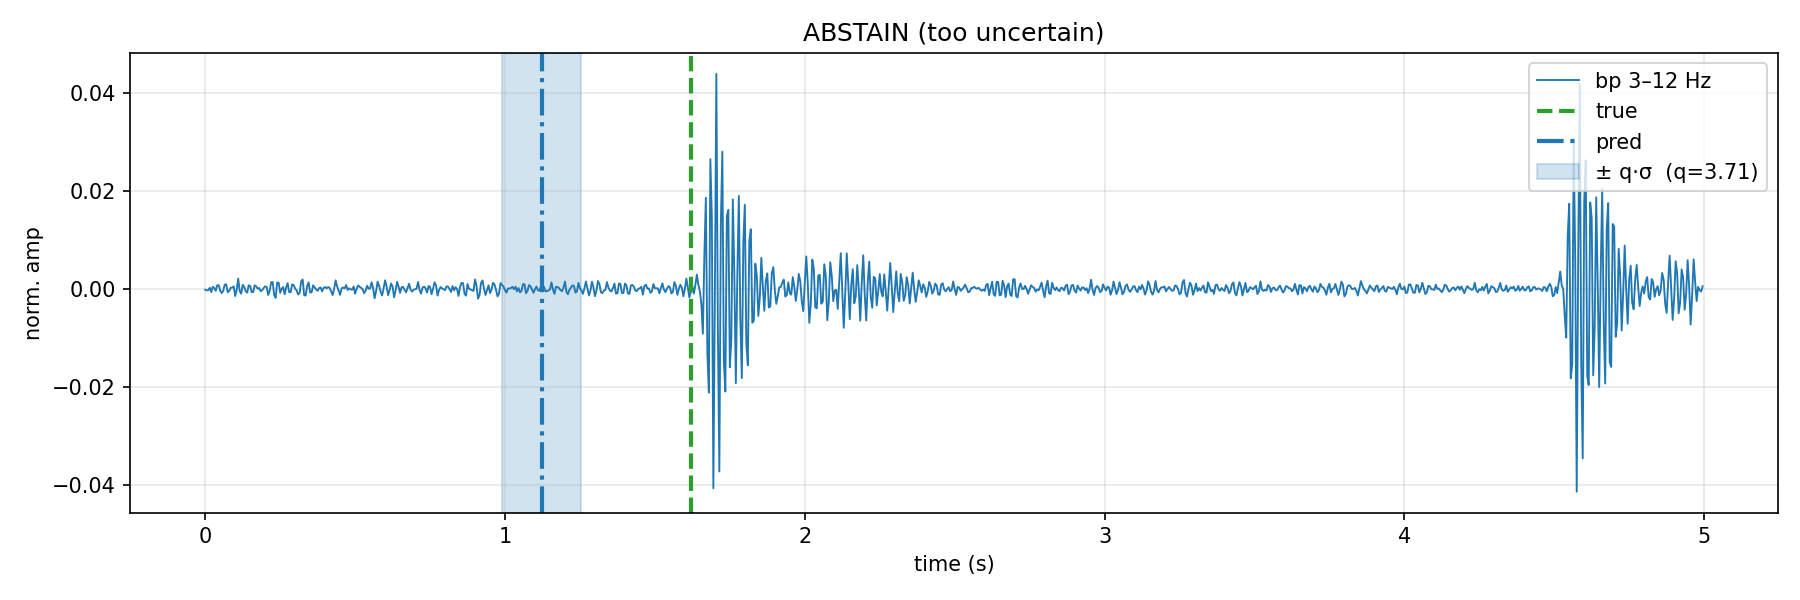 ABSTAIN (too uncertain)
norm. amp
0.04
0.02
0.00
−0.02
−0.04
bp 3–12 Hz
true
pred
± q·σ (q=3.71)
0 1 2 3 4 5
time (s)